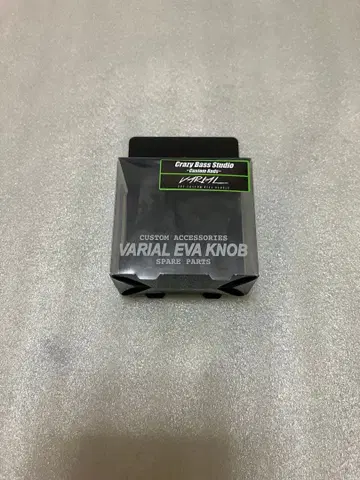 Crazy Bass Studio
~Custom Rods~
VARIAL
CUSTOM ACCESSORIES
VARIAL EVA KNOB
SPARE PARTS